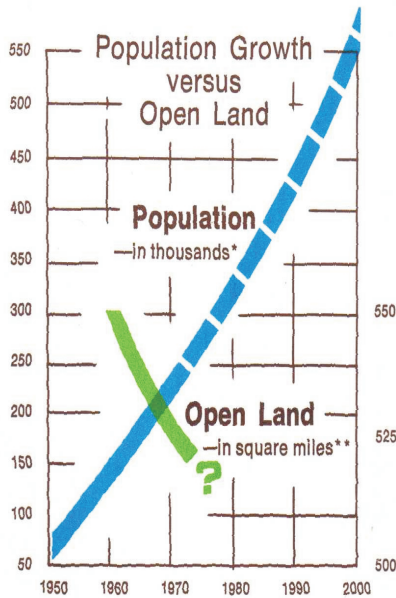 Population Growth
versus
Open Land
550
500
450
400
350
300
250
200
150
100
50
Population
—in thousands*
Open Land
—in square miles**
?
550
525
500
1950 1960 1970 1980 1990 2000